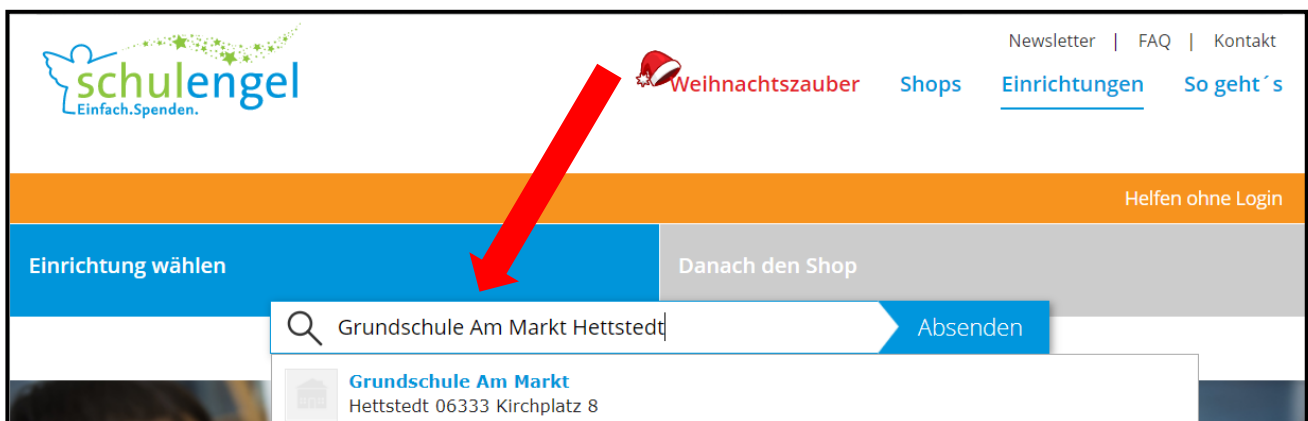 Newsletter | FAQ | Kontakt
schulengel
Einfach.Spenden.
Weihnachtszauber Shops Einrichtungen So geht´s
Helfen ohne Login
Einrichtung wählen
Danach den Shop
Grundschule Am Markt Hettstedt
Absenden
Grundschule Am Markt
Hettstedt 06333 Kirchplatz 8